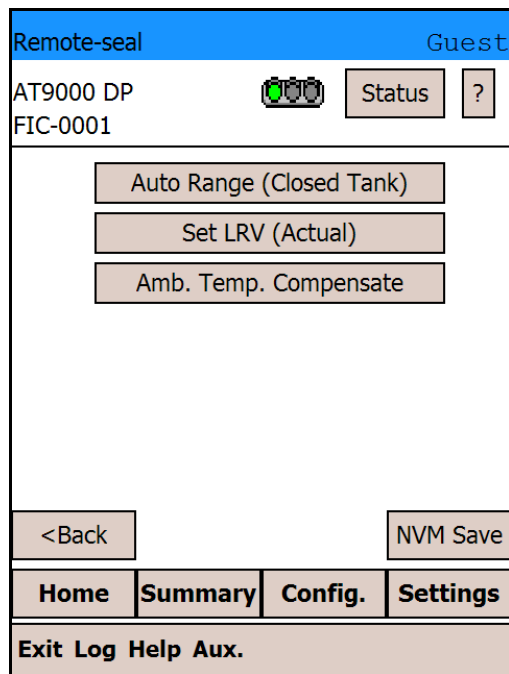 Remote-seal Guest
AT9000 DP Status ?
FIC-0001
Auto Range (Closed Tank)
Set LRV (Actual)
Amb. Temp. Compensate
<Back NVM Save
Home Summary Config. Settings
Exit Log Help Aux.